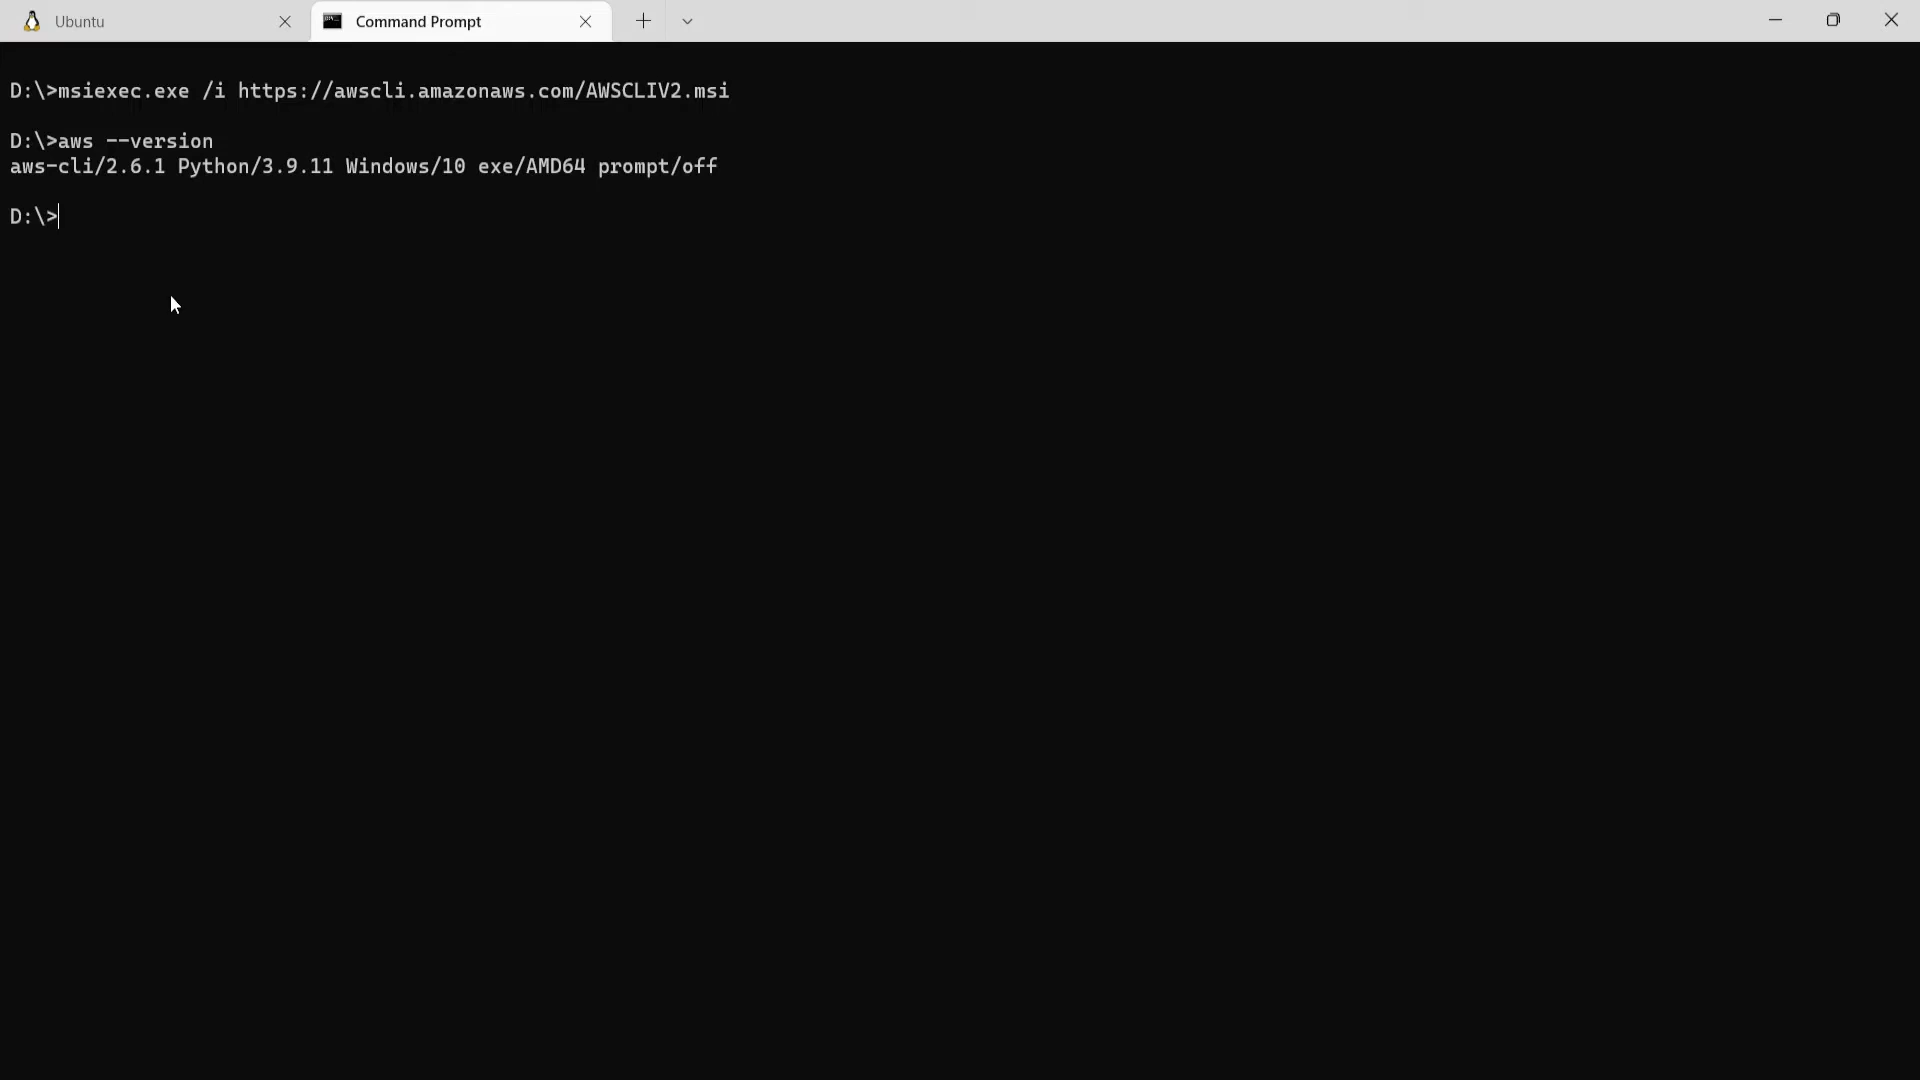 Ubuntu
Command Prompt
D:\>msiexec.exe /i https://awscli.amazonaws.com/AWSCLIV2.msi
D:\>aws --version
aws-cli/2.6.1 Python/3.9.11 Windows/10 exe/AMD64 prompt/off
D:\>